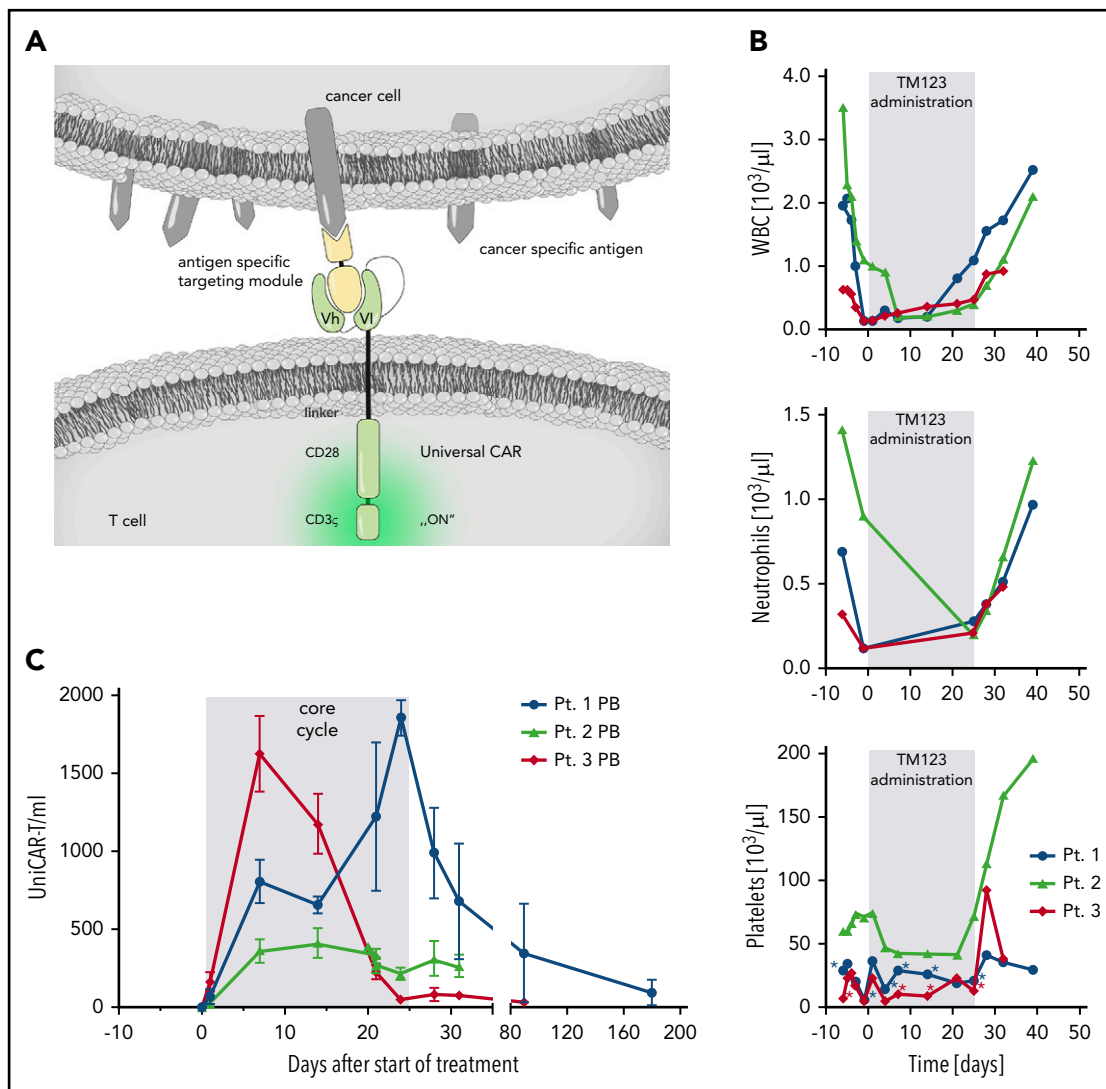 A
cancer cell
antigen specific
targeting module
cancer specific antigen
Vh
Vl
linker
CD28
Universal CAR
T cell
CD3ς
„ON"
B
4.0
3.0
2.0
1.0
0.0
WBC [10³/µl]
TM123
administration
-10
0
10
20
30
40
50
1.5
1.0
0.5
0.0
Neutrophils [10³/µl]
TM123
administration
-10
0
10
20
30
40
50
200
150
100
50
0
Platelets [10³/µl]
TM123
administration
Pt. 1
Pt. 2
Pt. 3
* * * * * * * * * *
-10
0
10
20
30
40
50
Time [days]
C
2000
1500
1000
500
0
UniCAR-T/ml
core
cycle
Pt. 1 PB
Pt. 2 PB
Pt. 3 PB
-10
0
10
20
30
80
120
160
200
Days after start of treatment